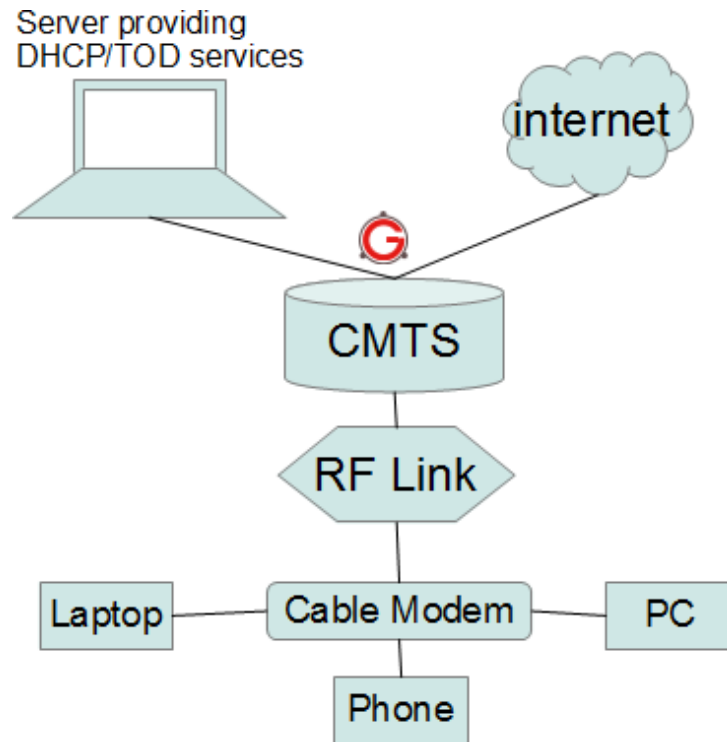 Server providing
DHCP/TOD services
internet
G
CMTS
RF Link
Laptop
Cable Modem
PC
Phone